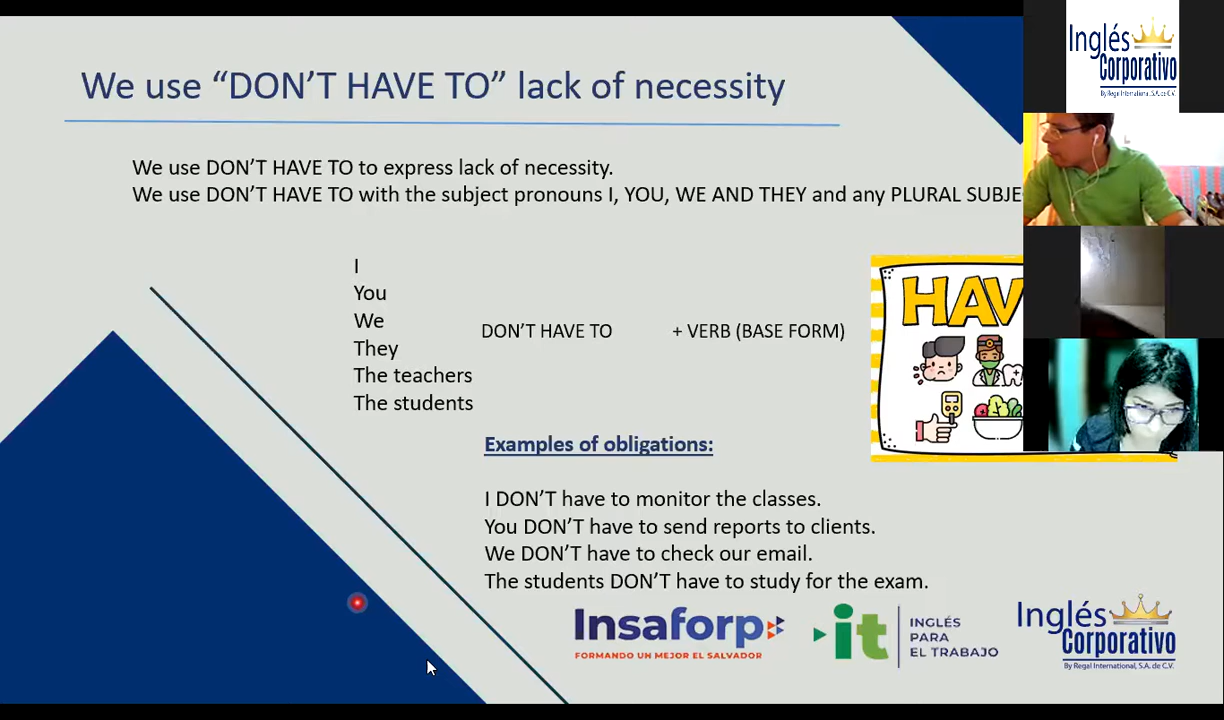 We use “DON’T HAVE TO” lack of necessity
We use DON’T HAVE TO to express lack of necessity.
We use DON’T HAVE TO with the subject pronouns I, YOU, WE AND THEY and any PLURAL SUBJE
I
You
We
They
The teachers
The students
DON’T HAVE TO + VERB (BASE FORM)
HAV
Examples of obligations:
I DON’T have to monitor the classes.
You DON’T have to send reports to clients.
We DON’T have to check our email.
The students DON’T have to study for the exam.
Insaforp
FORMANDO UN MEJOR EL SALVADOR
it
INGLÉS
PARA
EL TRABAJO
Inglés
Corporativo
By Regal International, S.A. de C.V.
Inglés
Corporativo
By Regal International, S.A. de C.V.